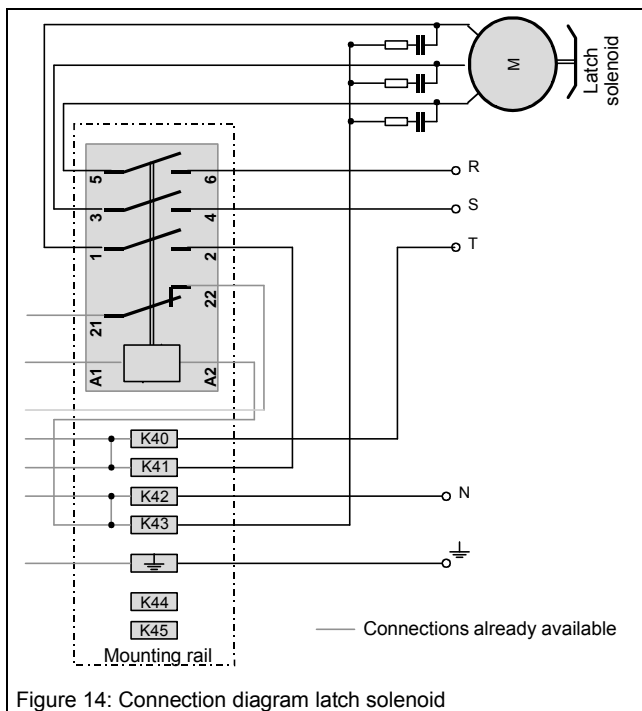 M
Latch
solenoid
5
6
R
3
4
S
1
2
T
22
21
A1
A2
K40
K41
K42
N
K43
K44
K45
Connections already available
Mounting rail
Figure 14: Connection diagram latch solenoid